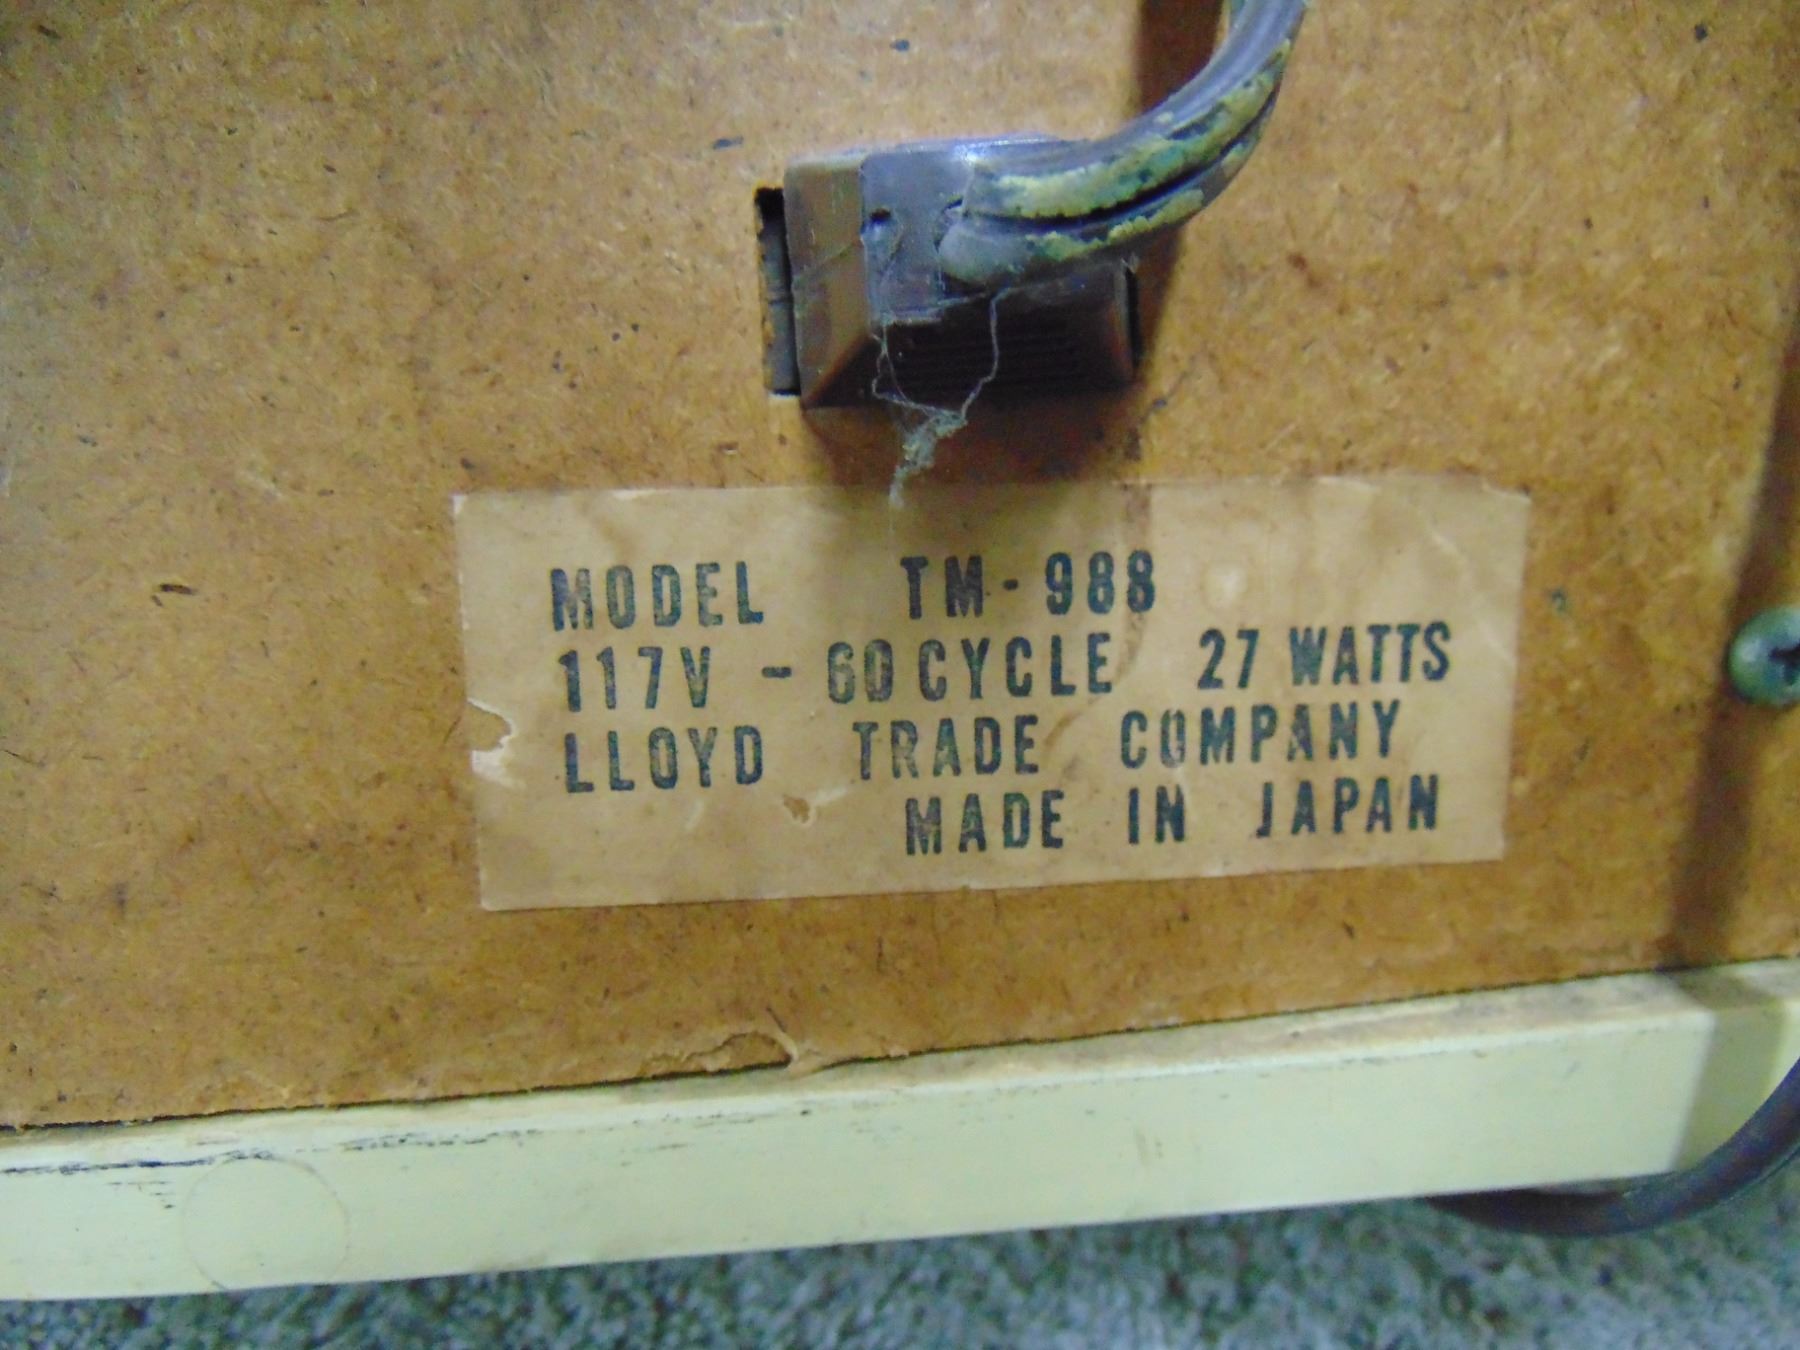 MODEL TM-988
117V - 60 CYCLE 27 WATTS
LLOYD TRADE COMPANY
MADE IN JAPAN